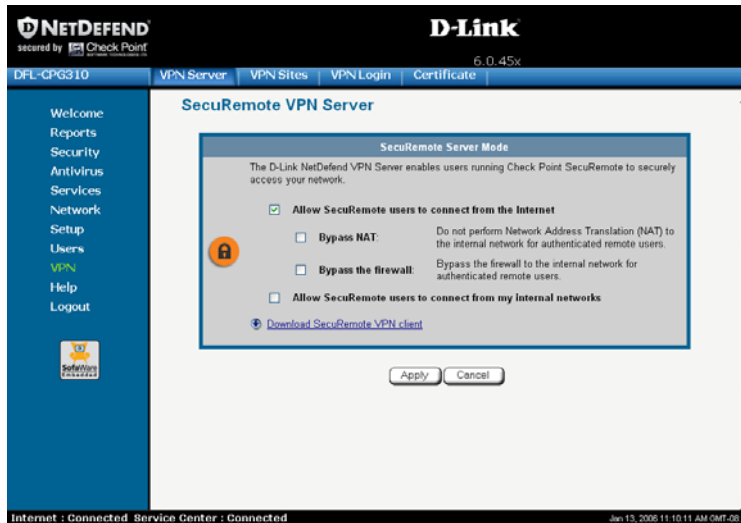 NETDEFEND
secured by Check Point
SOFTWARE TECHNOLOGIES LTD.
D-Link
6.0.45x
DFL-CPG310
VPN Server
VPN Sites
VPN Login
Certificate
Welcome
Reports
Security
Antivirus
Services
Network
Setup
Users
VPN
Help
Logout
SofaWare
Embedded
SecuRemote VPN Server
SecuRemote Server Mode
The D-Link NetDefend VPN Server enables users running Check Point SecuRemote to securely
access your network.
Allow SecuRemote users to connect from the Internet
Bypass NAT:
Do not perform Network Address Translation (NAT) to
the internal network for authenticated remote users.
Bypass the firewall:
Bypass the firewall to the internal network for
authenticated remote users.
Allow SecuRemote users to connect from my internal networks
Download SecuRemote VPN client
Apply
Cancel
Internet : Connected Service Center : Connected
Jan 13, 2006 11:10:11 AM GMT-08